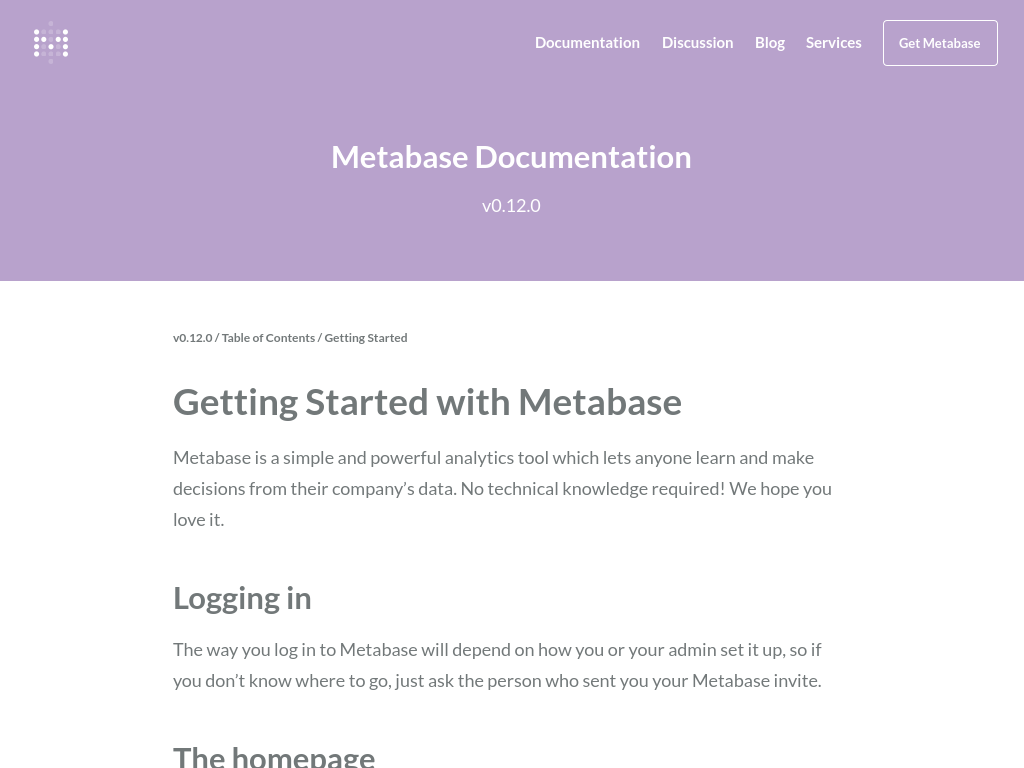 Documentation Discussion Blog Services Get Metabase
Metabase Documentation
v0.12.0
v0.12.0 / Table of Contents / Getting Started
Getting Started with Metabase
Metabase is a simple and powerful analytics tool which lets anyone learn and make
decisions from their company’s data. No technical knowledge required! We hope you
love it.
Logging in
The way you log in to Metabase will depend on how you or your admin set it up, so if
you don’t know where to go, just ask the person who sent you your Metabase invite.
The homepage